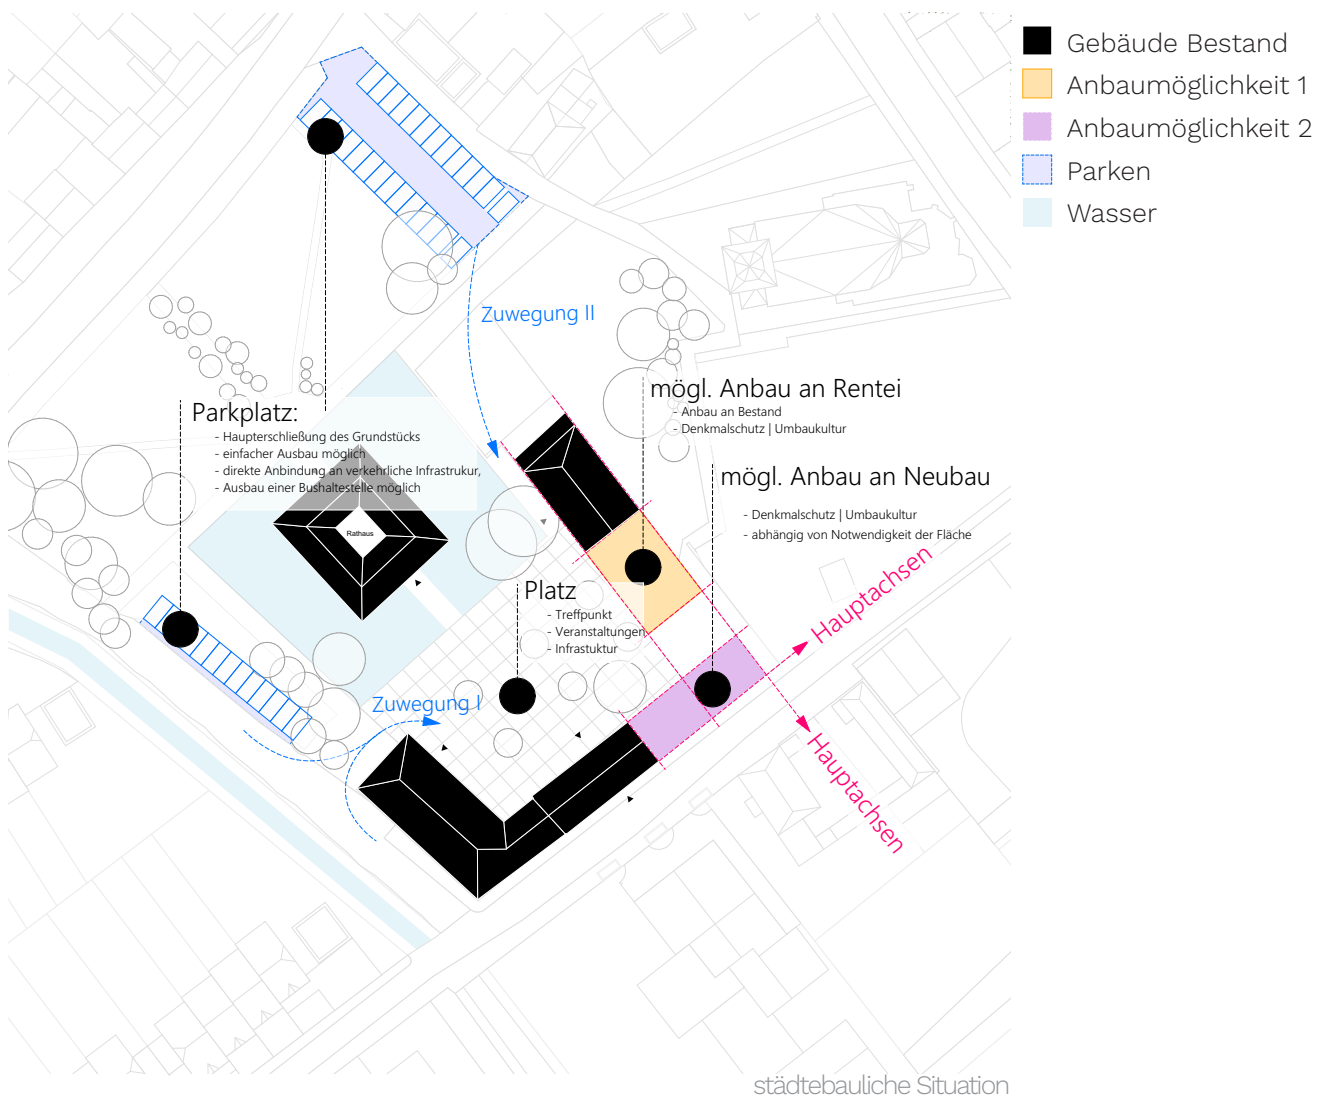 Gebäude Bestand
Anbaumöglichkeit 1
Anbaumöglichkeit 2
Parken
Wasser
Zuwegung II
mögl. Anbau an Rentei
- Anbau an Bestand
- Denkmalschutz | Umbaukultur
Parkplatz:
- Haupterschließung des Grundstücks
- einfacher Ausbau möglich
- direkte Anbindung an verkehrliche Infrastrukur,
- Ausbau einer Bushaltestelle möglich
mögl. Anbau an Neubau
- Denkmalschutz | Umbaukultur
- abhängig von Notwendigkeit der Fläche
Rathaus
Hauptachsen
Platz
- Treffpunkt
- Veranstaltungen
- Infrastuktur
Zuwegung I
Hauptachsen
städtebauliche Situation